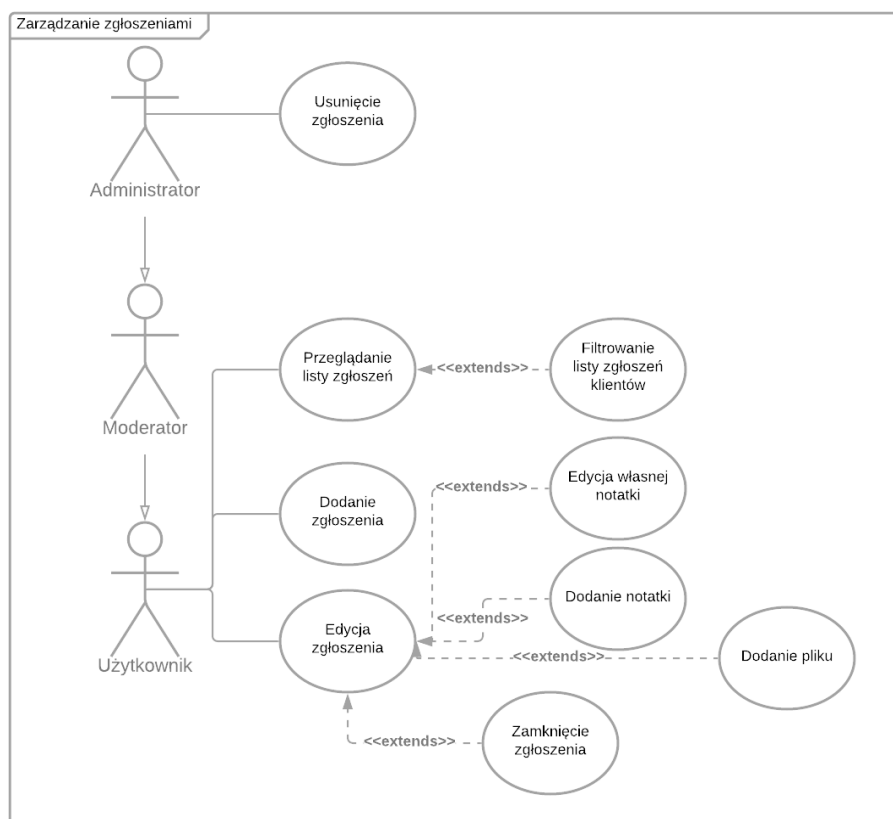 Zarządzanie zgłoszeniami
Usunięcie
zgłoszenia
Administrator
Przeglądanie
listy zgłoszeń
<<extends>>
Filtrowanie
listy zgłoszeń
klientów
Moderator
<<extends>>
Edycja własnej
notatki
Dodanie
zgłoszenia
Dodanie notatki
<<extends>>
Edycja
zgłoszenia
Użytkownik
<<extends>>
Dodanie pliku
<<extends>>
Zamknięcie
zgłoszenia